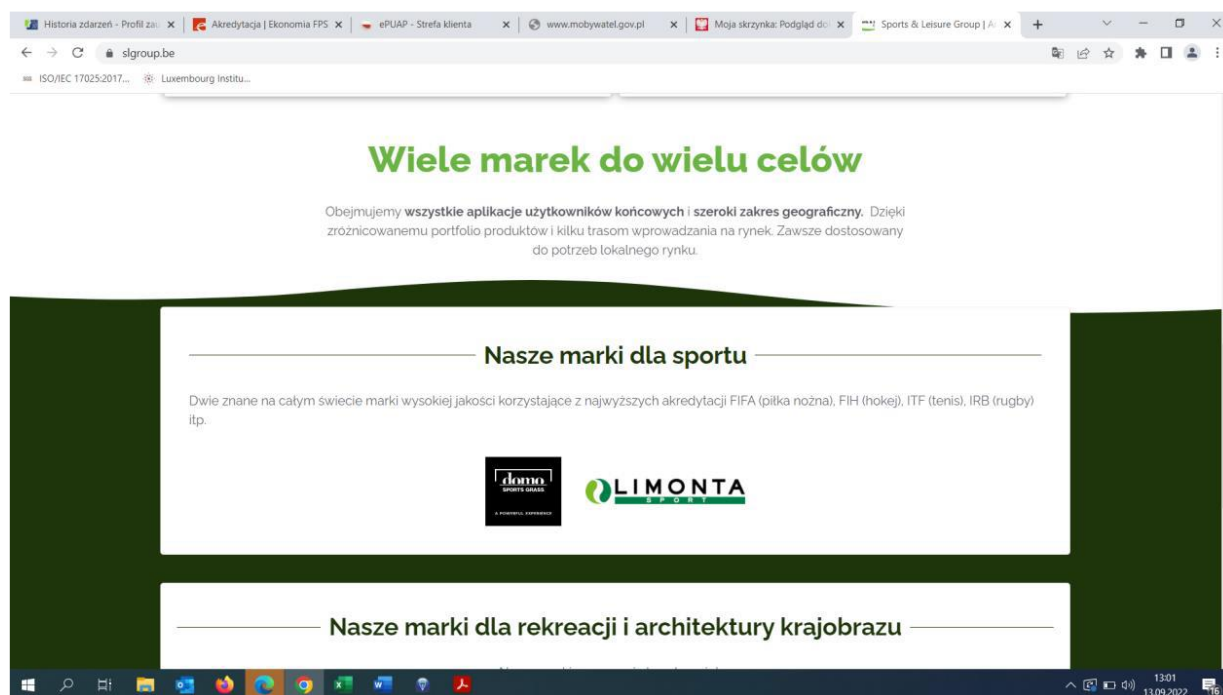 Historia zdarzeń - Profil zau
Akredytacja | Ekonomia FPS
ePUAP - Strefa klienta
www.mobywatel.gov.pl
Moja skrzynka: Podgląd do
Sports & Leisure Group | A
slgroup.be
ISO/IEC 17025:2017...
Luxembourg Institu...
Wiele marek do wielu celów
Obejmujemy wszystkie aplikacje użytkowników końcowych i szeroki zakres geograficzny. Dzięki
zróżnicowanemu portfolio produktów i kilku trasom wprowadzania na rynek. Zawsze dostosowany
do potrzeb lokalnego rynku.
Nasze marki dla sportu
Dwie znane na całym świecie marki wysokiej jakości korzystające z najwyższych akredytacji FIFA (piłka nożna), FIH (hokej), ITF (tenis), IRB (rugby)
itp.
domo
SPORTS GRASS
A POWERFUL EXPERIENCE
LIMONTA
SPORT
Nasze marki dla rekreacji i architektury krajobrazu
13:01
13.09.2022